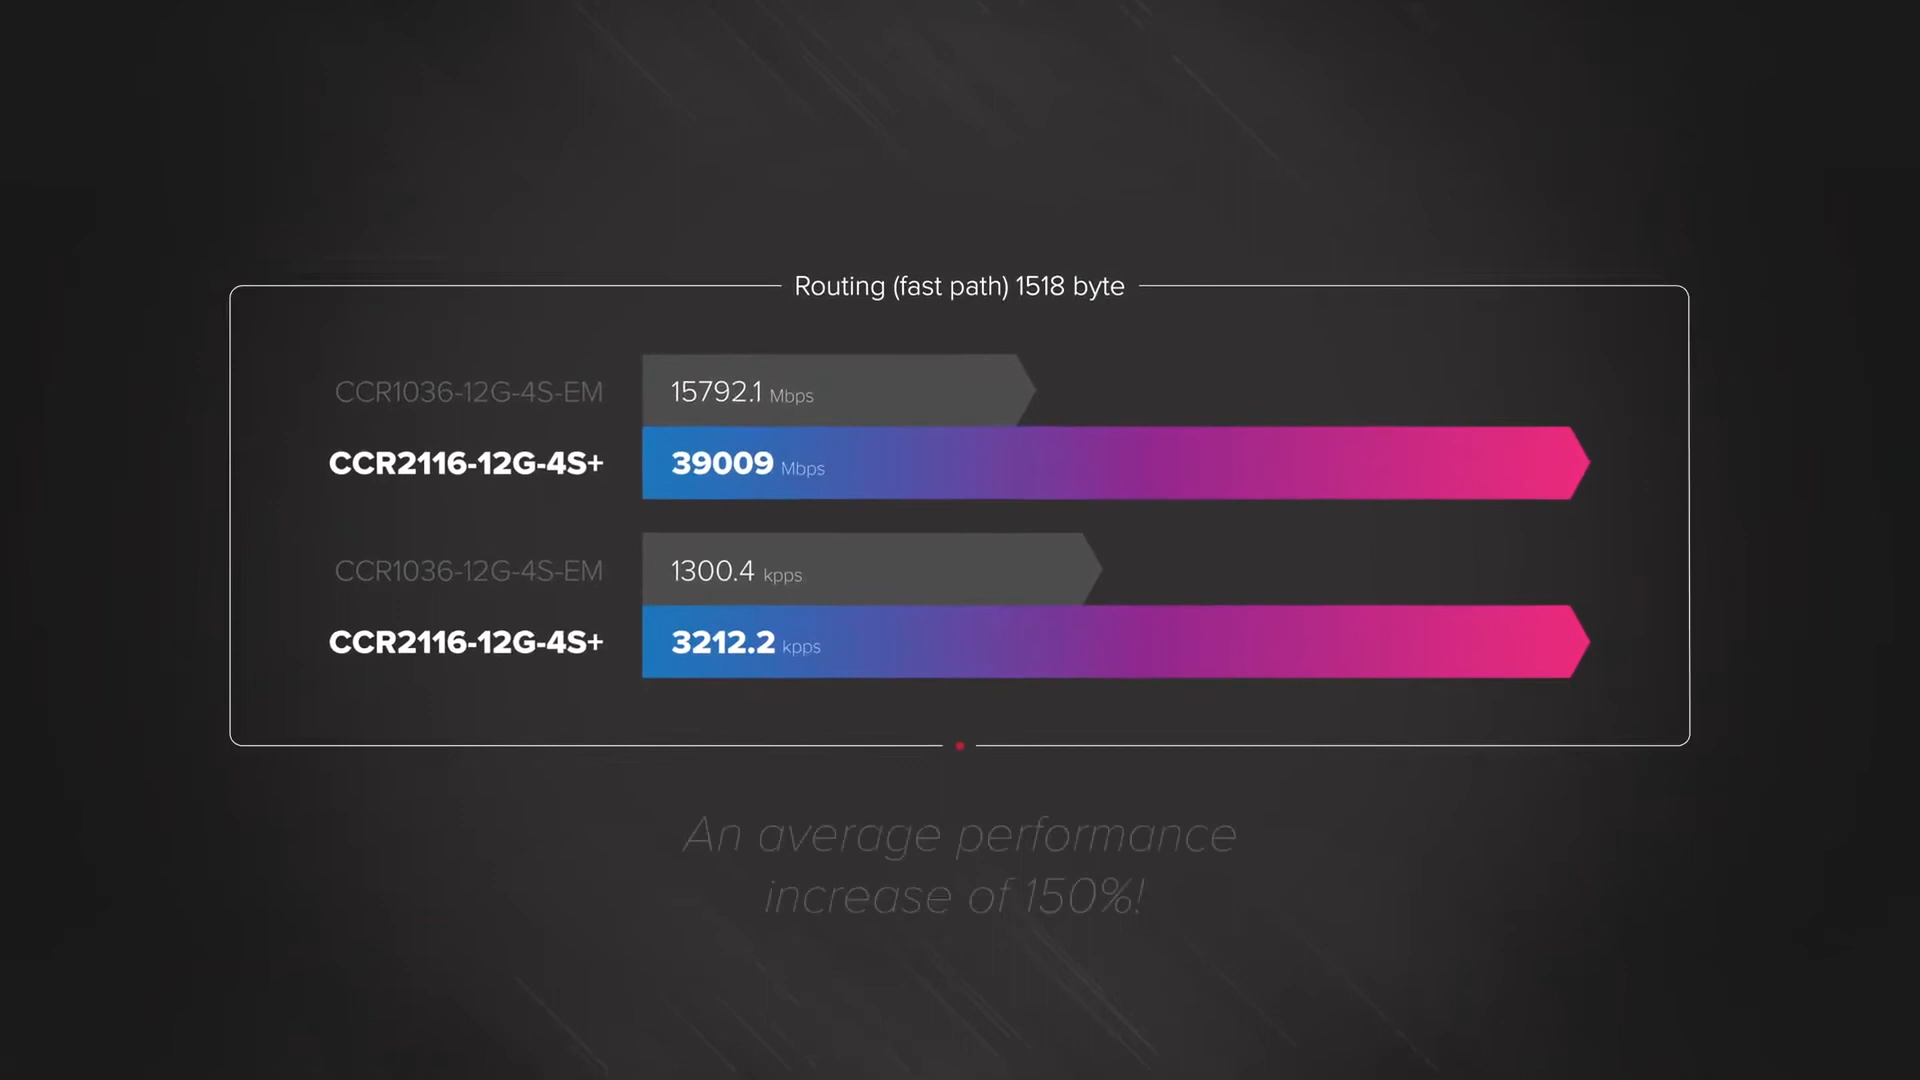 Routing (fast path) 1518 byte
CCR1036-12G-4S-EM 15792.1 Mbps
CCR2116-12G-4S+ 39009 Mbps
CCR1036-12G-4S-EM 1300.4 kpps
CCR2116-12G-4S+ 3212.2 kpps
An average performance
increase of 150%!